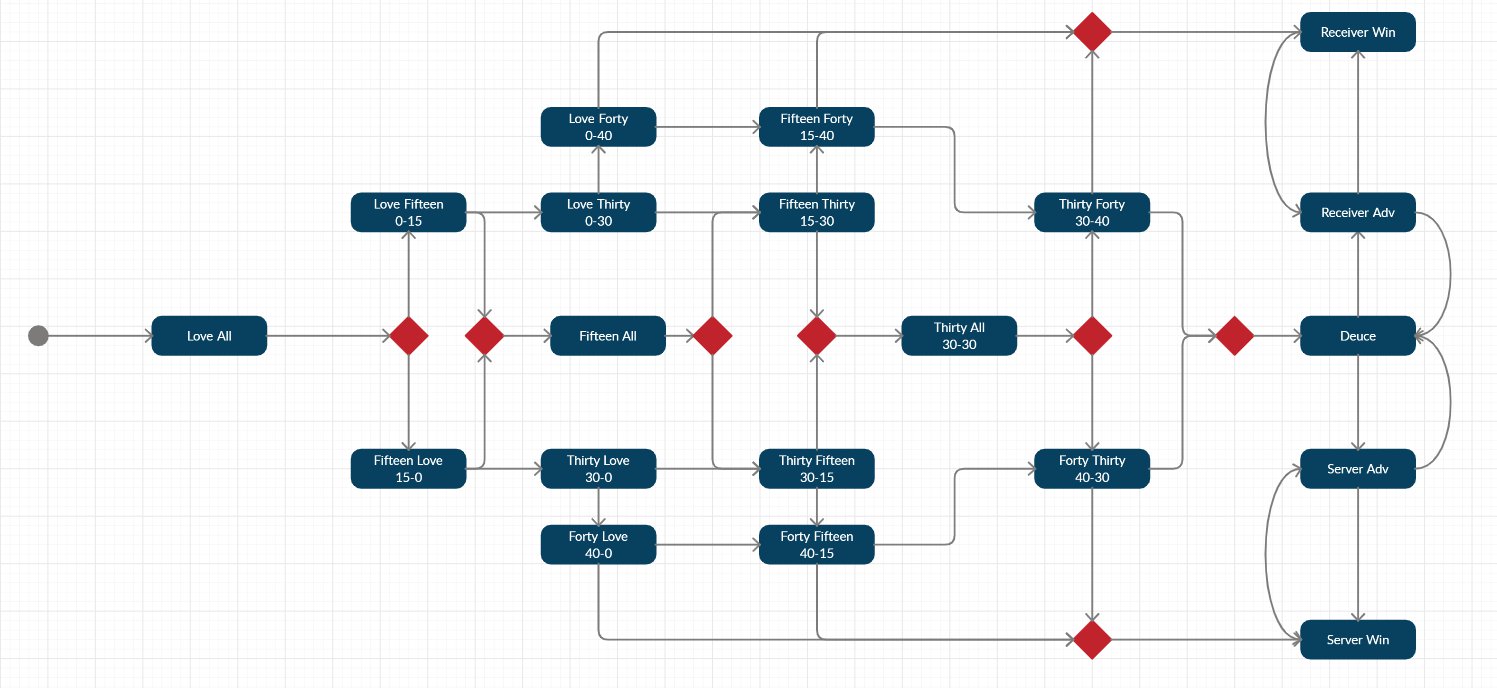 Receiver Win
Love Forty
0-40
Fifteen Forty
15-40
Love Fifteen
0-15
Love Thirty
0-30
Fifteen Thirty
15-30
Thirty Forty
30-40
Receiver Adv
Love All
Fifteen All
Thirty All
30-30
Deuce
Fifteen Love
15-0
Thirty Love
30-0
Thirty Fifteen
30-15
Forty Thirty
40-30
Server Adv
Forty Love
40-0
Forty Fifteen
40-15
Server Win